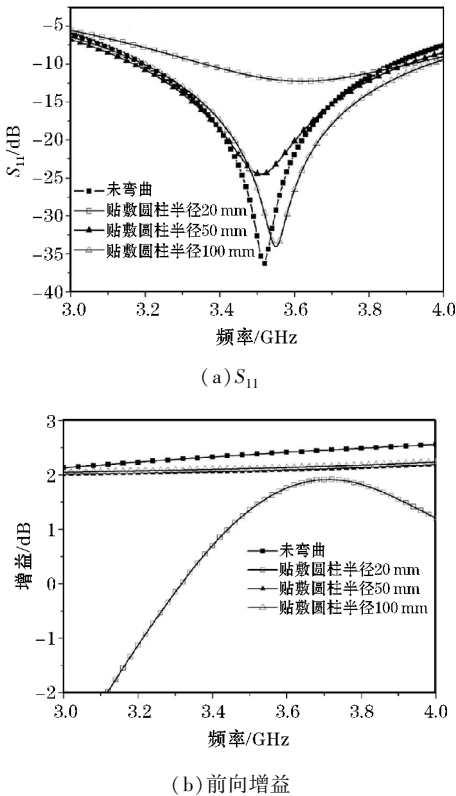 -5
-10
-15
-20
-25
-30
-35
-40
S11/dB
未弯曲
贴敷圆柱半径20 mm
贴敷圆柱半径50 mm
贴敷圆柱半径100 mm
3.0 3.2 3.4 3.6 3.8 4.0
频率/GHz
(a)S11
3
2
1
0
-1
-2
增益/dB
未弯曲
贴敷圆柱半径20 mm
贴敷圆柱半径50 mm
贴敷圆柱半径100 mm
3.0 3.2 3.4 3.6 3.8 4.0
频率/GHz
(b)前向增益